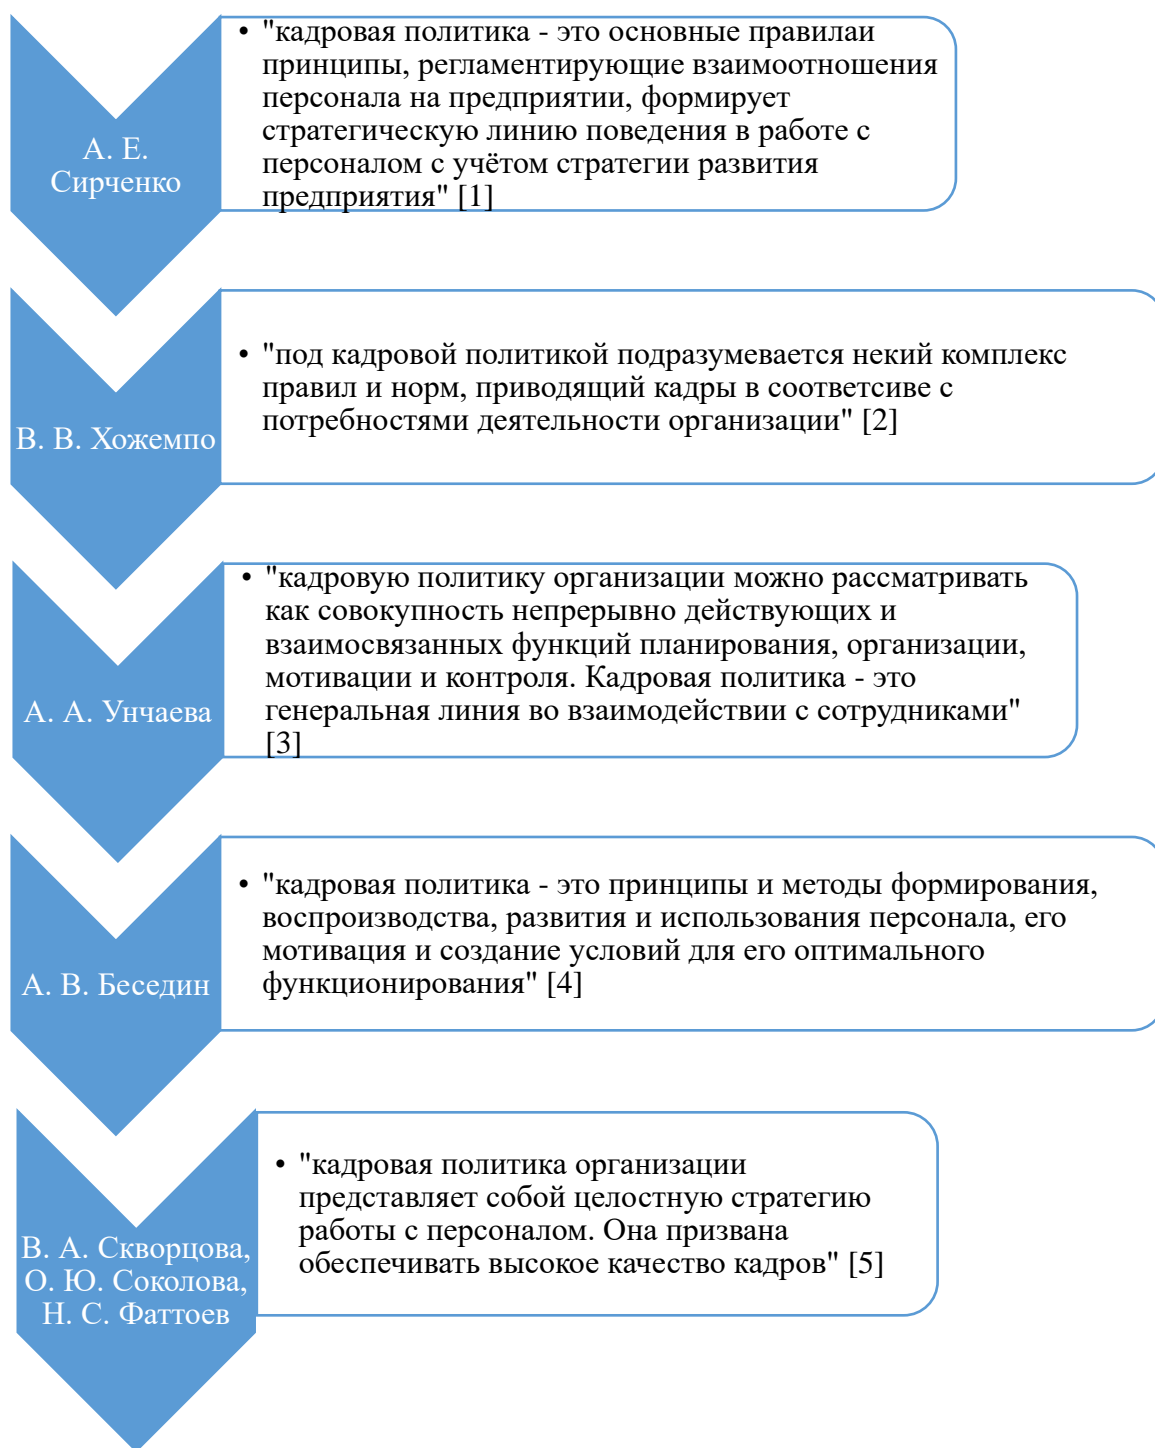 А. Е.
Сирченко
• "кадровая политика - это основные правилаи
принципы, регламентирующие взаимоотношения
персонала на предприятии, формирует
стратегическую линию поведения в работе с
персоналом с учётом стратегии развития
предприятия" [1]
В. В. Хожемпо
• "под кадровой политикой подразумевается некий комплекс
правил и норм, приводящий кадры в соответсиве с
потребностями деятельности организации" [2]
А. А. Унчаева
• "кадровую политику организации можно рассматривать
как совокупность непрерывно действующих и
взаимосвязанных функций планирования, организации,
мотивации и контроля. Кадровая политика - это
генеральная линия во взаимодействии с сотрудниками"
[3]
А. В. Беседин
• "кадровая политика - это принципы и методы формирования,
воспроизводства, развития и использования персонала, его
мотивация и создание условий для его оптимального
функционирования" [4]
В. А. Скворцова,
О. Ю. Соколова,
Н. С. Фаттоев
• "кадровая политика организации
представляет собой целостную стратегию
работы с персоналом. Она призвана
обеспечивать высокое качество кадров" [5]